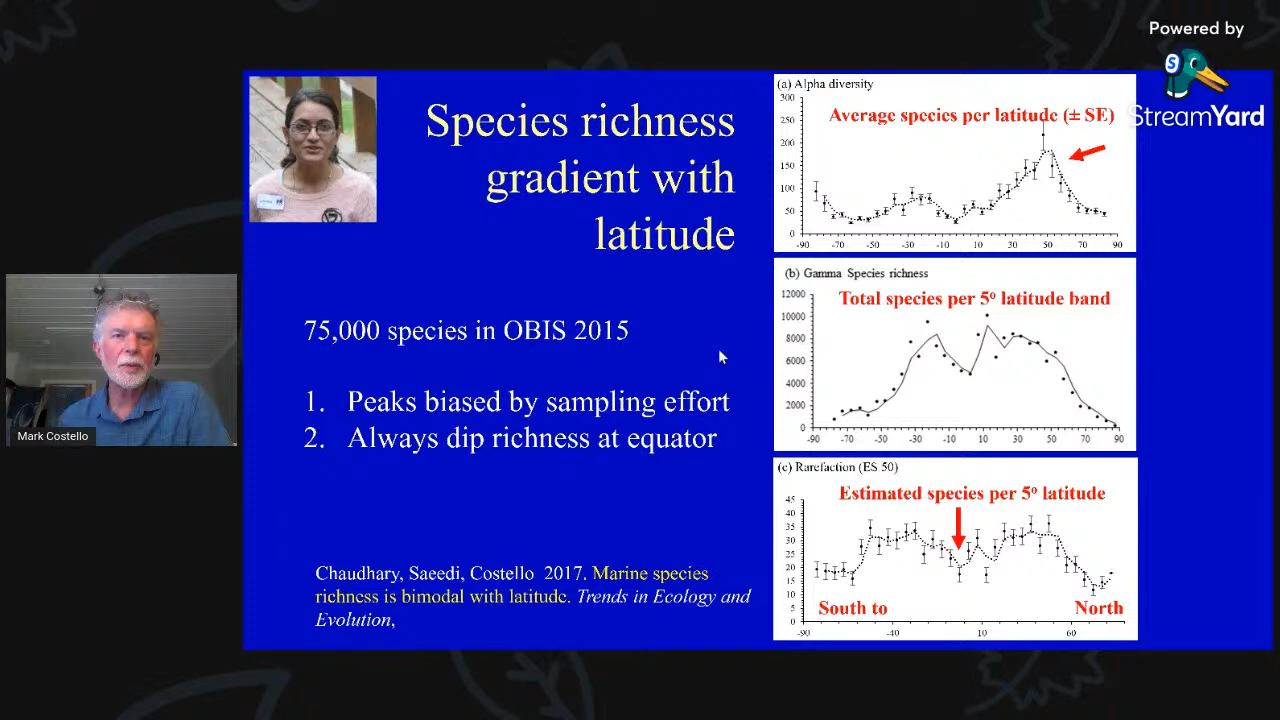 Powered by
StreamYard
Species richness
gradient with
latitude
75,000 species in OBIS 2015
1. Peaks biased by sampling effort
2. Always dip richness at equator
Chaudhary, Saeedi, Costello 2017. Marine species
richness is bimodal with latitude. Trends in Ecology and
Evolution,
Mark Costello
(a) Alpha diversity
Average species per latitude (± SE)
300
250
200
150
100
50
0
-90 -70 -50 -30 -10 10 30 50 70 90
(b) Gamma Species richness
Total species per 5º latitude band
12000
10000
8000
6000
4000
2000
0
-90 -70 -50 -30 -10 10 30 50 70 90
(c) Rarefaction (ES 50)
Estimated species per 5º latitude
45
40
35
30
25
20
15
10
5
0
South to North
-90 -40 10 60